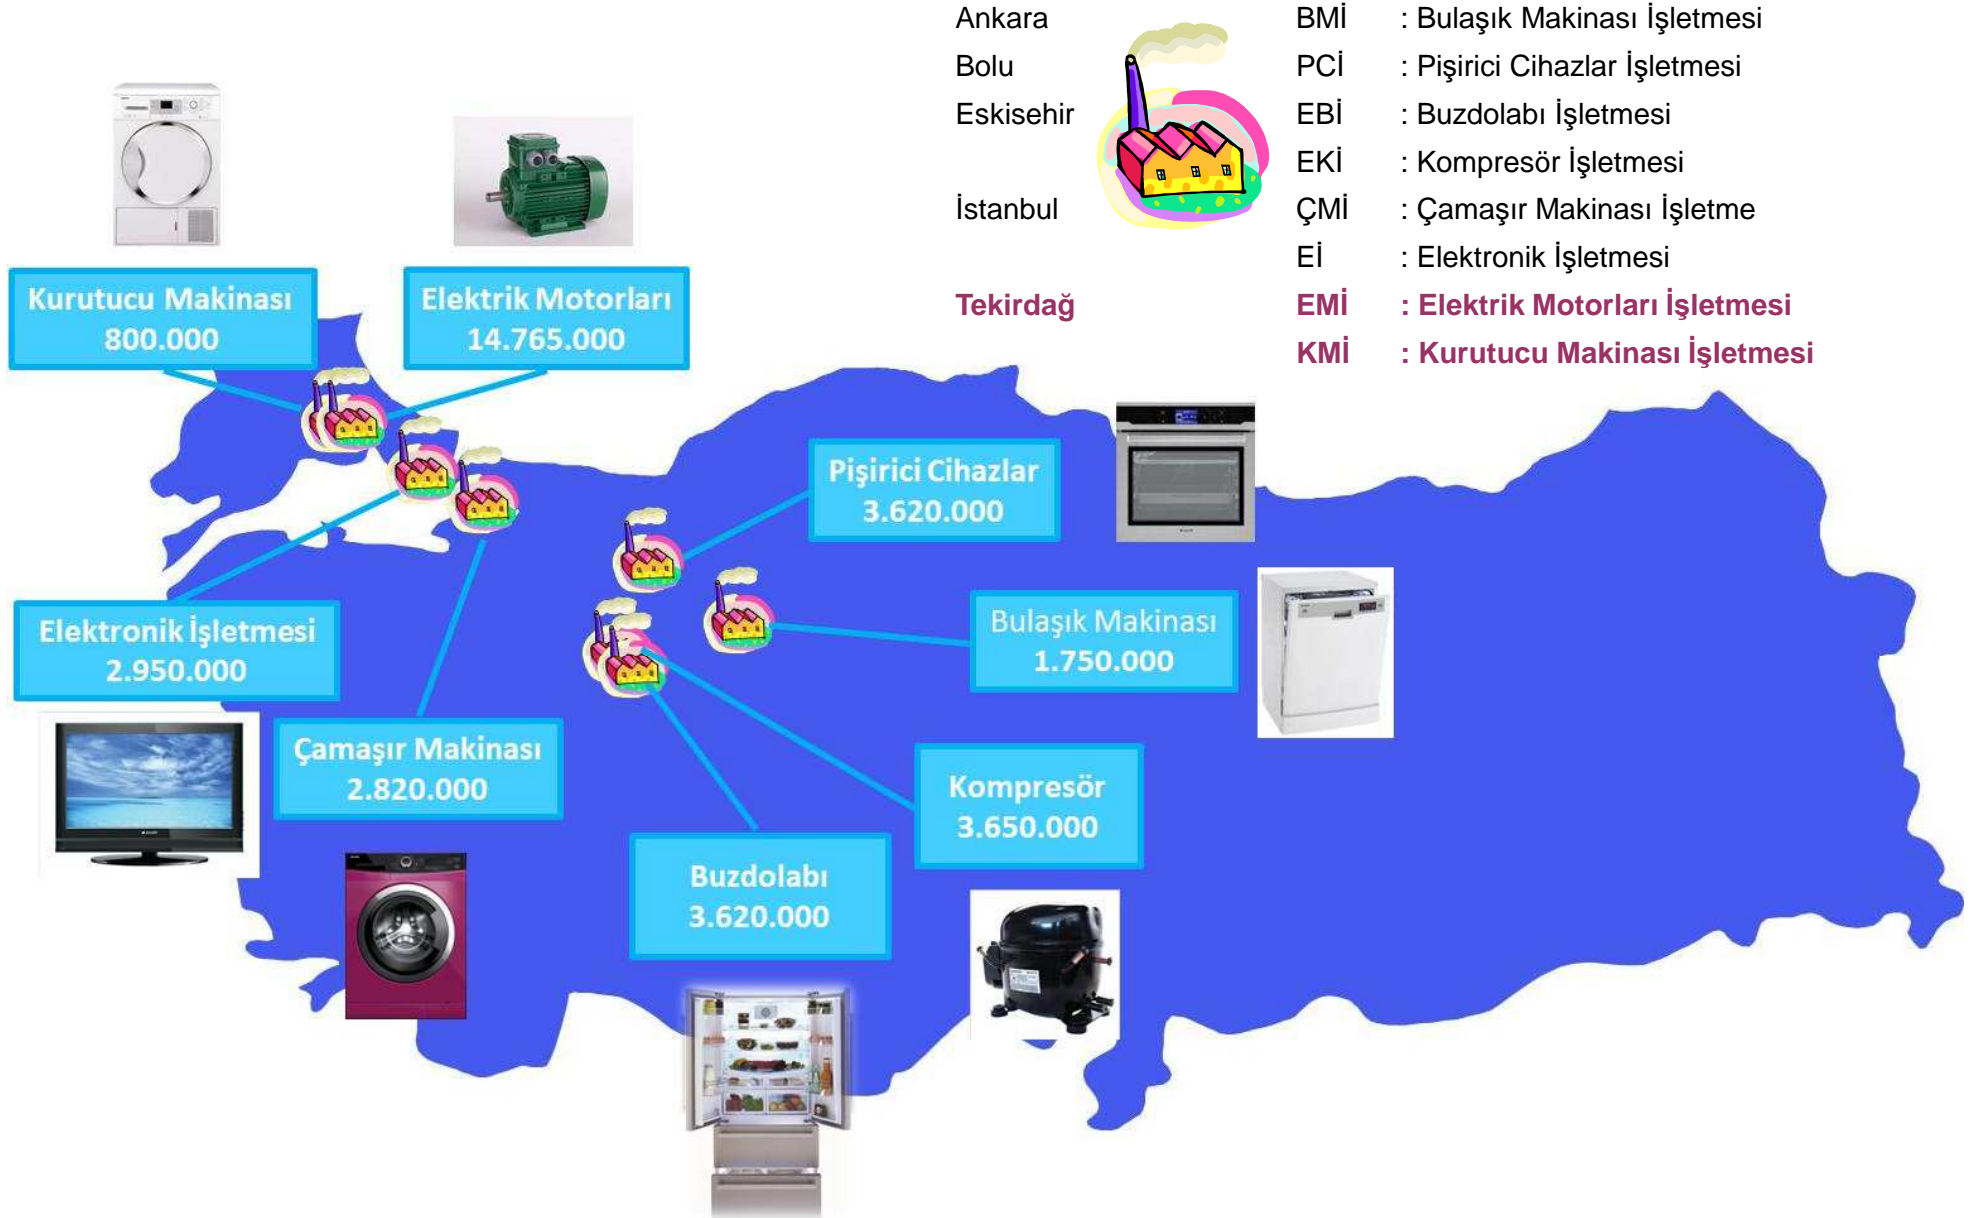 Ankara BMİ : Bulaşık Makinası İşletmesi
Bolu PCİ : Pişirici Cihazlar İşletmesi
Eskisehir EBİ : Buzdolabı İşletmesi
EKİ : Kompresör İşletmesi
İstanbul ÇMİ : Çamaşır Makinası İşletme
Eİ : Elektronik İşletmesi
Tekirdağ EMİ : Elektrik Motorları İşletmesi
KMİ : Kurutucu Makinası İşletmesi
Kurutucu Makinası
800.000
Elektrik Motorları
14.765.000
Pişirici Cihazlar
3.620.000
Elektronik İşletmesi
2.950.000
Bulaşık Makinası
1.750.000
Çamaşır Makinası
2.820.000
Kompresör
3.650.000
Buzdolabı
3.620.000